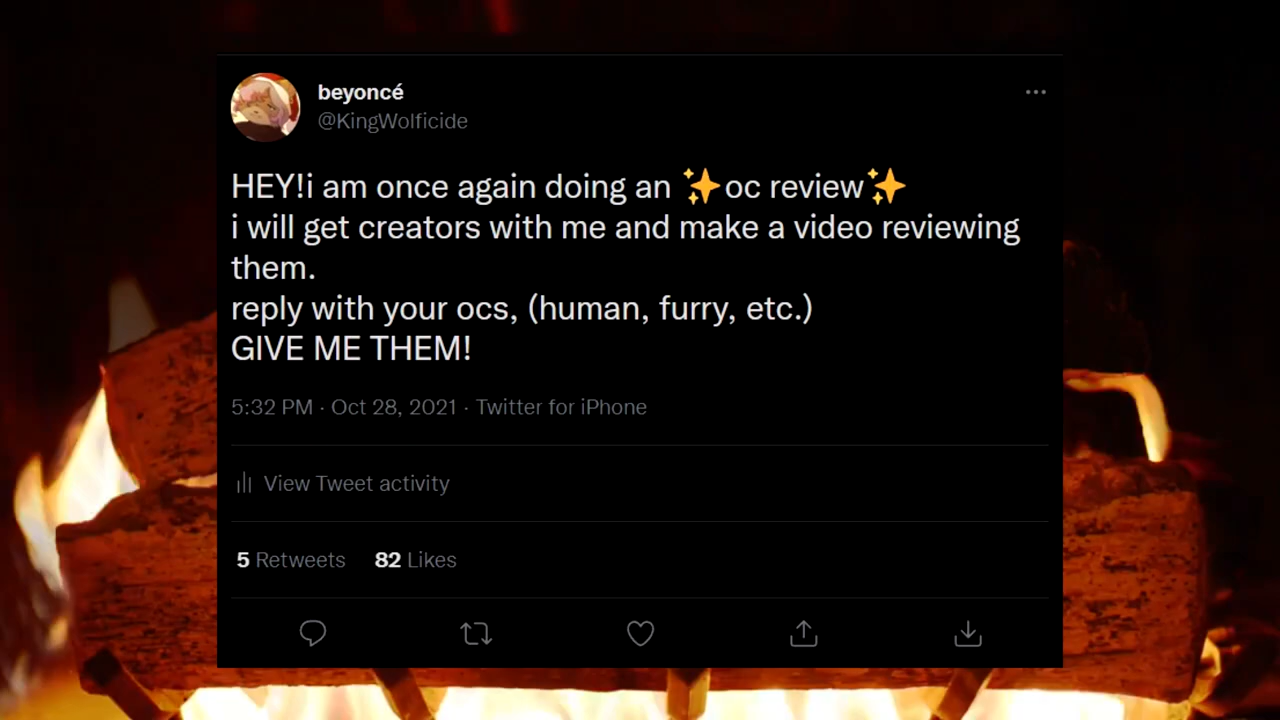 beyoncé
@KingWolficide
HEY!i am once again doing an ✨oc review✨
i will get creators with me and make a video reviewing
them.
reply with your ocs, (human, furry, etc.)
GIVE ME THEM!
5:32 PM · Oct 28, 2021 · Twitter for iPhone
View Tweet activity
5 Retweets 82 Likes